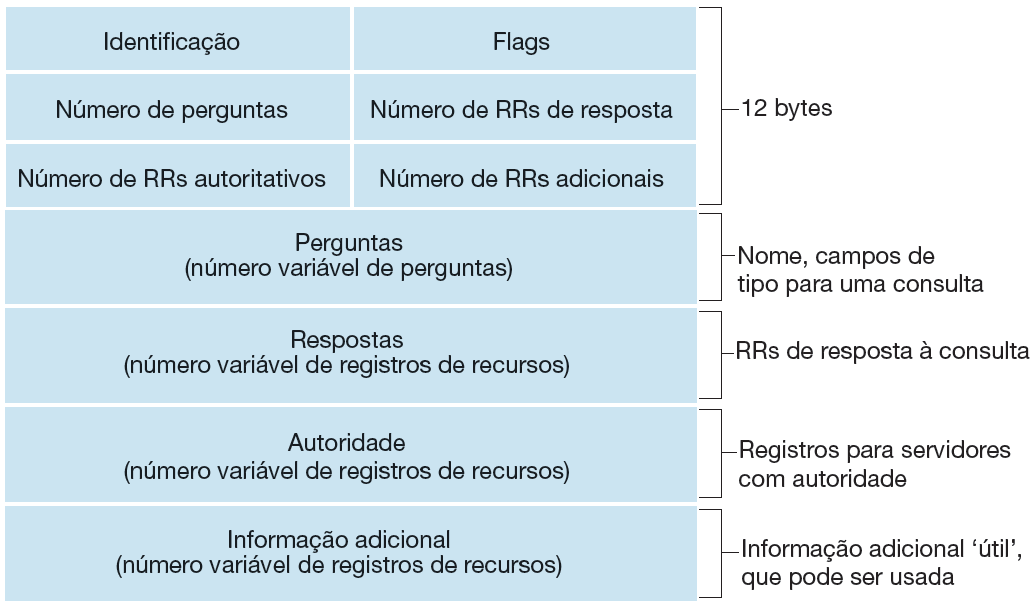 Identificação
Flags
Número de perguntas
Número de RRs de resposta
12 bytes
Número de RRs autoritativos
Número de RRs adicionais
Perguntas
(número variável de perguntas)
Nome, campos de
tipo para uma consulta
Respostas
(número variável de registros de recursos)
RRs de resposta à consulta
Autoridade
(número variável de registros de recursos)
Registros para servidores
com autoridade
Informação adicional
(número variável de registros de recursos)
Informação adicional ‘útil’,
que pode ser usada